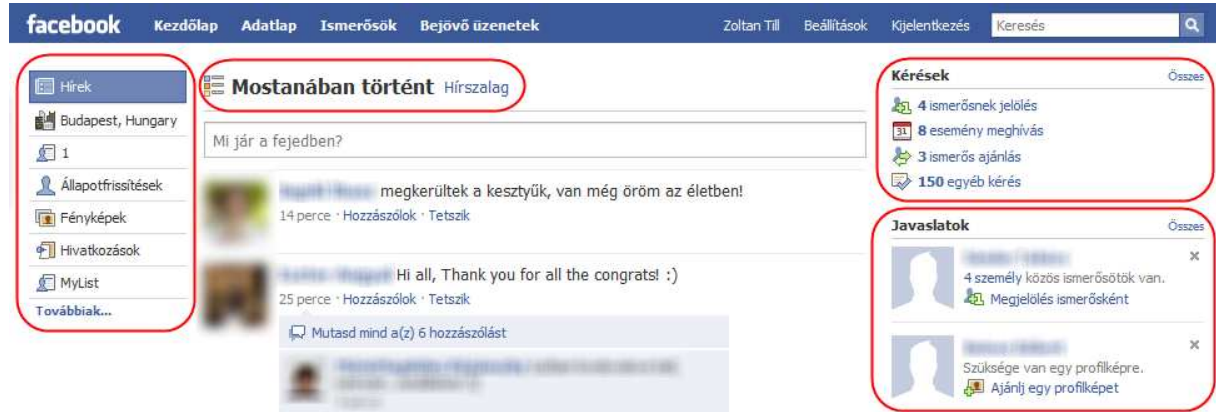 facebook Kezdőlap Adatlap Ismerősök Bejövő üzenetek Zoltan Till Beállítások Kijelentkezés Keresés
Hírek
Budapest, Hungary
1
Állapotfrissítések
Fényképek
Hivatkozások
MyList
Továbbiak...
Mostanában történt Hírszalag
Mi jár a fejedben?
megkerültek a kesztyűk, van még öröm az életben!
14 perce · Hozzászólok · Tetszik
Hi all, Thank you for all the congrats! :)
25 perce · Hozzászólok · Tetszik
Mutasd mind a(z) 6 hozzászólást
Kérések Összes
4 ismerősnek jelölés
31 8 esemény meghívás
3 ismerős ajánlás
150 egyéb kérés
Javaslatok Összes
4 személy közös ismerősötök van.
Megjelölés ismerősként
Szüksége van egy profilképre.
Ajánlj egy profilképet